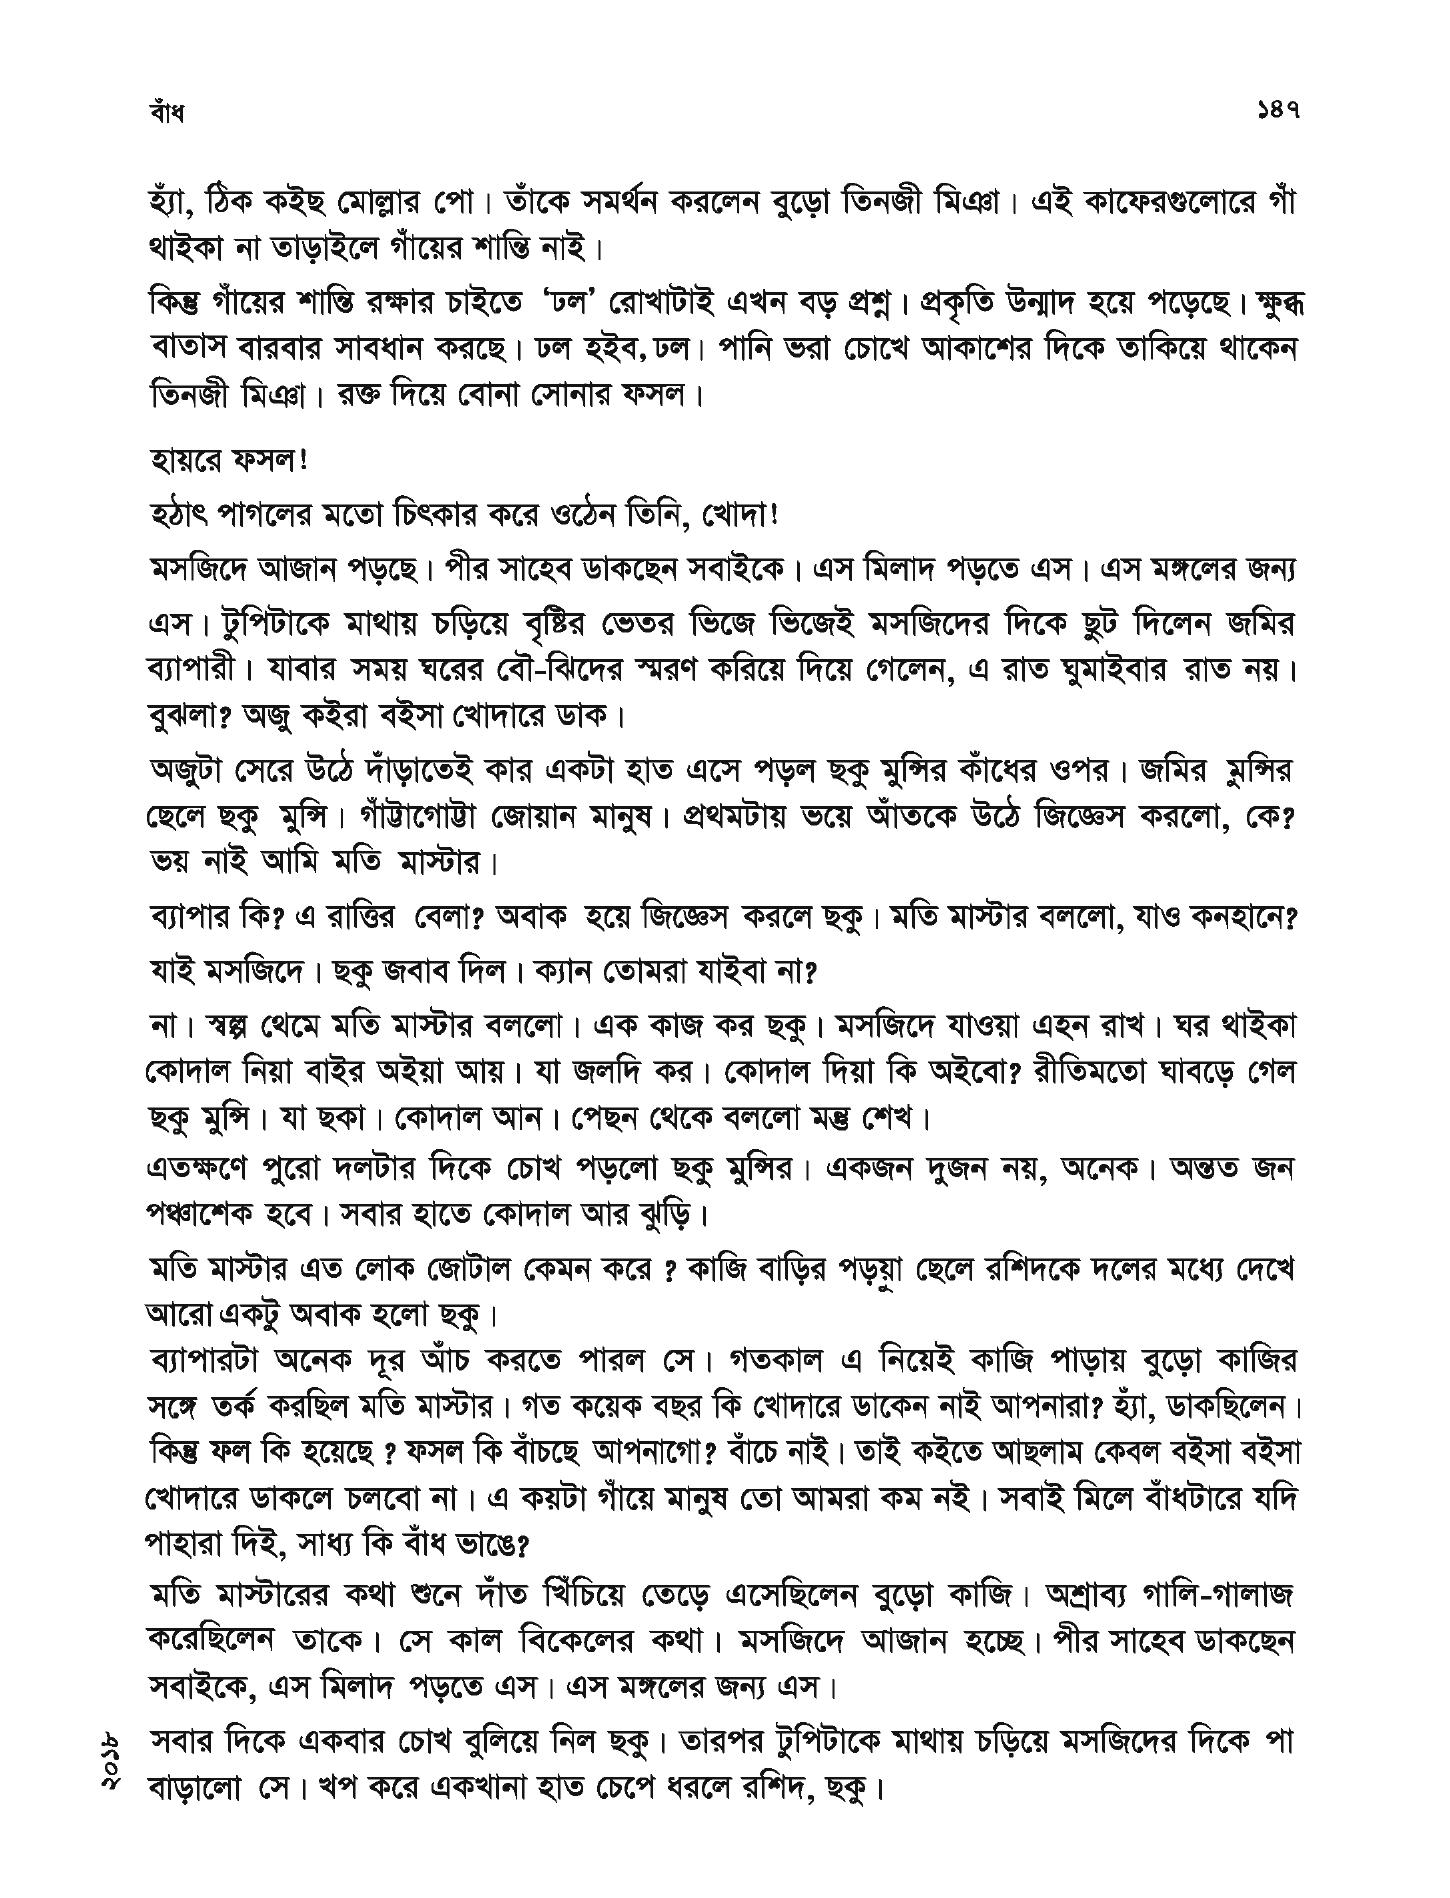 বাঁধ
১৪৭
হ্যাঁ, ঠিক কইছ মোল্লার পো। তাঁকে সমর্থন করলেন বুড়ো তিনজী মিঞা। এই কাফেরগুলোরে গাঁ
থাইকা না তাড়াইলে গাঁয়ের শান্তি নাই।
কিন্তু গাঁয়ের শান্তি রক্ষার চাইতে ‘ঢল’ রোখাটাই এখন বড় প্রশ্ন। প্রকৃতি উন্মাদ হয়ে পড়েছে। ক্ষুব্ধ
বাতাস বারবার সাবধান করছে। ঢল হইব, ঢল। পানি ভরা চোখে আকাশের দিকে তাকিয়ে থাকেন
তিনজী মিঞা। রক্ত দিয়ে বোনা সোনার ফসল।
হায়রে ফসল!
হঠাৎ পাগলের মতো চিৎকার করে ওঠেন তিনি, খোদা!
মসজিদে আজান পড়ছে। পীর সাহেব ডাকছেন সবাইকে। এস মিলাদ পড়তে এস। এস মঙ্গলের জন্য
এস। টুপিটাকে মাথায় চড়িয়ে বৃষ্টির ভেতর ভিজে ভিজেই মসজিদের দিকে ছুট দিলেন জমির
ব্যাপারী। যাবার সময় ঘরের বৌ-ঝিদের স্মরণ করিয়ে দিয়ে গেলেন, এ রাত ঘুমাইবার রাত নয়।
বুঝলা? অজু কইরা বইসা খোদারে ডাক।
অজুটা সেরে উঠে দাঁড়াতেই কার একটা হাত এসে পড়ল ছকু মুন্সির কাঁধের ওপর। জমির মুন্সির
ছেলে ছকু মুন্সি। গাঁট্টাগোট্টা জোয়ান মানুষ। প্রথমটায় ভয়ে আঁতকে উঠে জিজ্ঞেস করলো, কে?
ভয় নাই আমি মতি মাস্টার।
ব্যাপার কি? এ রাত্তির বেলা? অবাক হয়ে জিজ্ঞেস করলে ছকু। মতি মাস্টার বললো, যাও কনহানে?
যাই মসজিদে। ছকু জবাব দিল। ক্যান তোমরা যাইবা না?
না। স্বল্প থেমে মতি মাস্টার বললো। এক কাজ কর ছকু। মসজিদে যাওয়া এহন রাখ। ঘর থাইকা
কোদাল নিয়া বাইর অইয়া আয়। যা জলদি কর। কোদাল দিয়া কি অইবো? রীতিমতো ঘাবড়ে গেল
ছকু মুন্সি। যা ছকা। কোদাল আন। পেছন থেকে বললো মন্তু শেখ।
এতক্ষণে পুরো দলটার দিকে চোখ পড়লো ছকু মুন্সির। একজন দুজন নয়, অনেক। অন্তত জন
পঞ্চাশেক হবে। সবার হাতে কোদাল আর ঝুড়ি।
মতি মাস্টার এত লোক জোটাল কেমন করে ? কাজি বাড়ির পড়ুয়া ছেলে রশিদকে দলের মধ্যে দেখে
আরো একটু অবাক হলো ছকু।
ব্যাপারটা অনেক দূর আঁচ করতে পারল সে। গতকাল এ নিয়েই কাজি পাড়ায় বুড়ো কাজির
সঙ্গে তর্ক করছিল মতি মাস্টার। গত কয়েক বছর কি খোদারে ডাকেন নাই আপনারা? হ্যাঁ, ডাকছিলেন।
কিন্তু ফল কি হয়েছে ? ফসল কি বাঁচছে আপনাগো? বাঁচে নাই। তাই কইতে আছলাম কেবল বইসা বইসা
খোদারে ডাকলে চলবো না। এ কয়টা গাঁয়ে মানুষ তো আমরা কম নই। সবাই মিলে বাঁধটারে যদি
পাহারা দিই, সাধ্য কি বাঁধ ভাঙে?
মতি মাস্টারের কথা শুনে দাঁত খিঁচিয়ে তেড়ে এসেছিলেন বুড়ো কাজি। অশ্রাব্য গালি-গালাজ
করেছিলেন তাকে। সে কাল বিকেলের কথা। মসজিদে আজান হচ্ছে। পীর সাহেব ডাকছেন
সবাইকে, এস মিলাদ পড়তে এস। এস মঙ্গলের জন্য এস।
সবার দিকে একবার চোখ বুলিয়ে নিল ছকু। তারপর টুপিটাকে মাথায় চড়িয়ে মসজিদের দিকে পা
বাড়ালো সে। খপ করে একখানা হাত চেপে ধরলে রশিদ, ছকু।
২০১৮